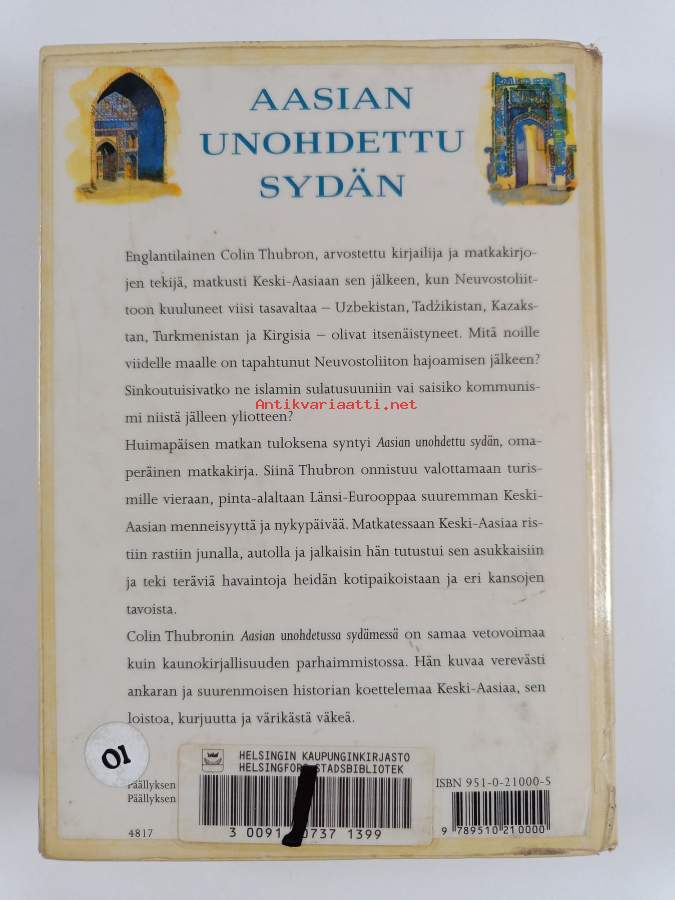 AASIAN
UNOHDETTU
SYDÄN
Englantilainen Colin Thubron, arvostettu kirjailija ja matkakirjo-
jen tekijä, matkusti Keski-Aasiaan sen jälkeen, kun Neuvostoliit-
toon kuuluneet viisi tasavaltaa – Uzbekistan, Tadžikistan, Kazaks-
tan, Turkmenistan ja Kirgisia – olivat itsenäistyneet. Mitä noille
viidelle maalle on tapahtunut Neuvostoliiton hajoamisen jälkeen?
Sinkoutuisivatko ne islamin sulatusuuniin vai saisiko kommunis-
mi niistä jälleen yliotteen?
Antikvariaatti.net
Huimapäisen matkan tuloksena syntyi Aasian unohdettu sydän, oma-
peräinen matkakirja. Siinä Thubron onnistuu valottamaan turis-
mille vieraan, pinta-alaltaan Länsi-Eurooppaa suuremman Keski-
Aasian menneisyyttä ja nykypäivää. Matkatessaan Keski-Aasiaa ris-
tiin rastiin junalla, autolla ja jalkaisin hän tutustui sen asukkaisiin
ja teki teräviä havaintoja heidän kotipaikoistaan ja eri kansojen
tavoista.
Colin Thubronin Aasian unohdetussa sydämessä on samaa vetovoimaa
kuin kaunokirjallisuuden parhaimmistossa. Hän kuvaa verevästi
ankaran ja suurenmoisen historian koettelemaa Keski-Aasiaa, sen
loistoa, kurjuutta ja värikästä väkeä.
01
HELSINGIN KAUPUNGINKIRJASTO
HELSINGFORS STADSBIBLIOTEK
Päällyksen
Päällyksen
ISBN 951-0-21000-5
4817
3 0091 0737 1399
9 789510 210000